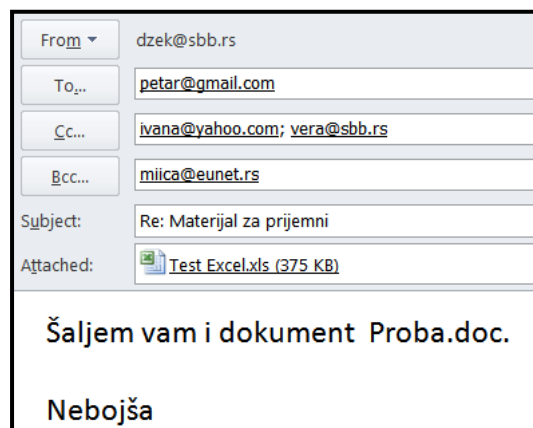 From dzek@sbb.rs
To... petar@gmail.com
Cc... ivana@yahoo.com; vera@sbb.rs
Bcc... miica@eunet.rs
Subject: Re: Materijal za prijemni
Attached: Test Excel.xls (375 KB)
Šaljem vam i dokument Proba.doc.
Nebojša